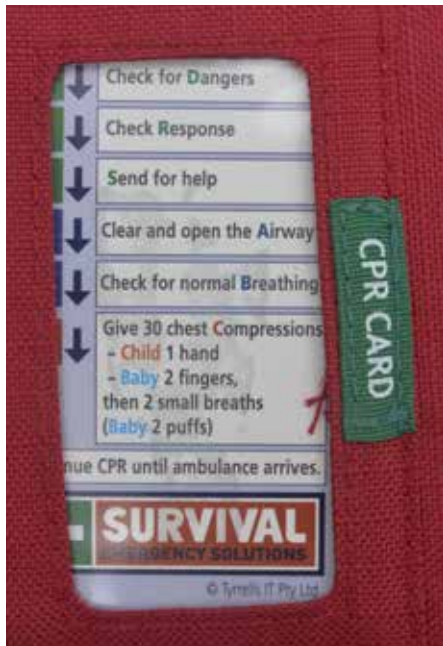 Check for Dangers
Check Response
Send for help
Clear and open the Airway
Check for normal Breathing
Give 30 chest Compressions
- Child 1 hand
- Baby 2 fingers,
then 2 small breaths
(Baby 2 puffs)
nue CPR until ambulance arrives.
SURVIVAL
EMERGENCY SOLUTIONS
© Tyrrells IT Pty Ltd
CPR CARD